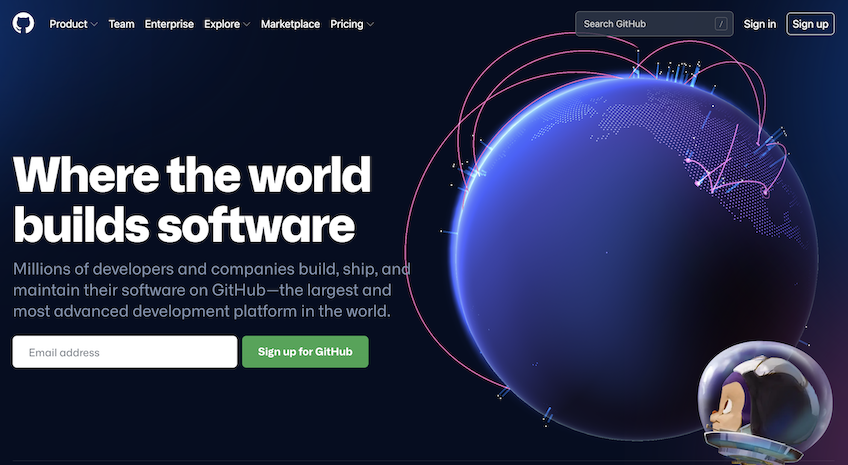 Product Team Enterprise Explore Marketplace Pricing Search GitHub / Sign in Sign up
Where the world
builds software
Millions of developers and companies build, ship, and
maintain their software on GitHub—the largest and
most advanced development platform in the world.
Email address Sign up for GitHub